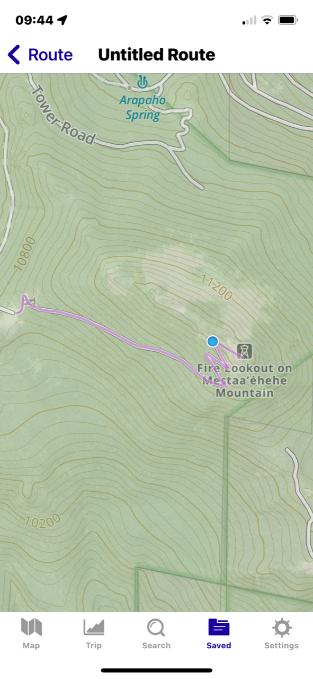 09:44
Route
Untitled Route
Arapaho
Spring
Tower Road
10800
11200
Fire Lookout on
Mestaa'ėhehe
Mountain
10200
Map
Trip
Search
Saved
Settings